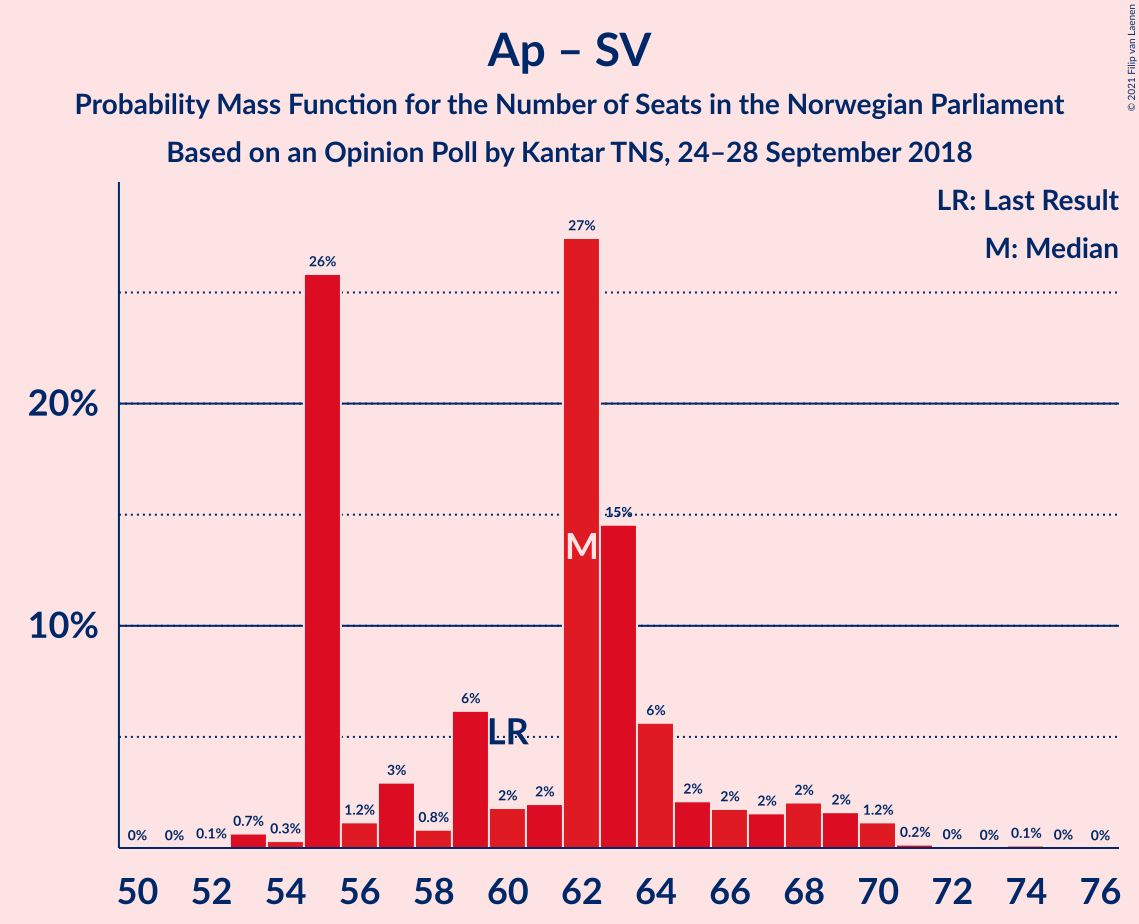 Ap – SV
Probability Mass Function for the Number of Seats in the Norwegian Parliament
Based on an Opinion Poll by Kantar TNS, 24–28 September 2018
© 2021 Filip van Laenen
LR: Last Result
M: Median
20%
10%
0% 0% 0.1% 0.7% 0.3% 26% 1.2% 3% 0.8% 6% 2% 2% 27% 15% 6% 2% 2% 2% 2% 2% 1.2% 0.2% 0% 0% 0.1% 0% 0%
LR
M
50 52 54 56 58 60 62 64 66 68 70 72 74 76